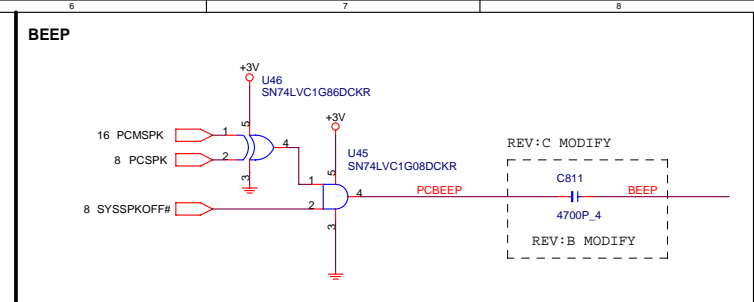 6 7 8
BEEP
+3V
U46
SN74LVC1G86DCKR
+3V
16 PCMSPK 1 5 4
8 PCSPK 2 3
U45
SN74LVC1G08DCKR
REV:C MODIFY
C811
1 5 4 PCBEEP BEEP
8 SYSSPKOFF# 2 3
4700P_4
REV:B MODIFY